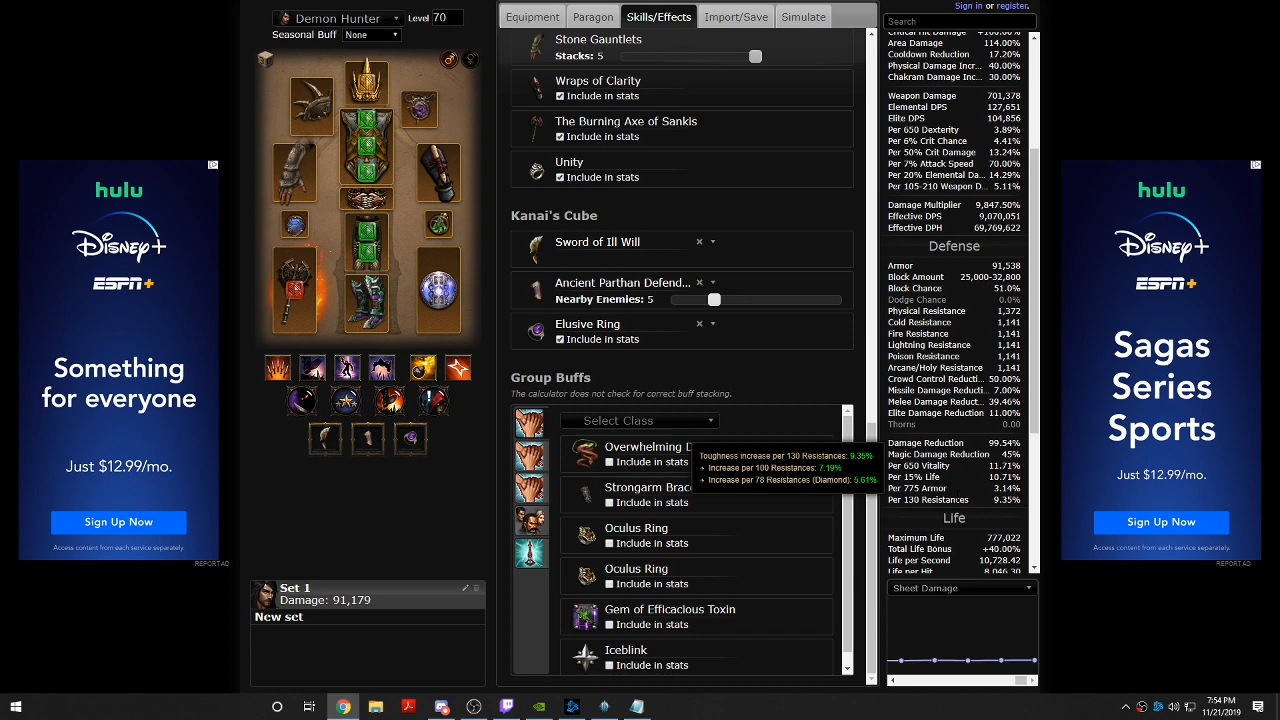 Demon Hunter
Level 70
Seasonal Buff None
Equipment
Paragon
Skills/Effects
Import/Save
Simulate
Sign in or register.
Search
Stone Gauntlets
Stacks: 5
Wraps of Clarity
Include in stats
The Burning Axe of Sankis
Include in stats
Unity
Include in stats
Kanai's Cube
Sword of Ill Will
Ancient Parthan Defend...
Nearby Enemies: 5
Elusive Ring
Include in stats
Group Buffs
The calculator does not check for correct buff stacking.
Select Class
Overwhelming D
Include in stats
Strongarm Brac
Include in stats
Oculus Ring
Include in stats
Oculus Ring
Include in stats
Gem of Efficacious Toxin
Include in stats
Iceblink
Include in stats
Toughness increase per 130 Resistances: 9.35%
Increase per 100 Resistances: 7.19%
Increase per 78 Resistances (Diamond): 5.61%
Critical Hit Damage +100.00%
Area Damage 114.00%
Cooldown Reduction 17.20%
Physical Damage Incr... 40.00%
Chakram Damage Inc... 30.00%
Weapon Damage 701,378
Elemental DPS 127,651
Elite DPS 104,856
Per 650 Dexterity 3.89%
Per 6% Crit Chance 4.41%
Per 50% Crit Damage 13.24%
Per 7% Attack Speed 70.00%
Per 20% Elemental Da... 14.29%
Per 105-210 Weapon D... 5.11%
Damage Multiplier 9,847.50%
Effective DPS 9,070,051
Effective DPH 69,769,622
Defense
Armor 91,538
Block Amount 25,000-32,800
Block Chance 51.0%
Dodge Chance 0.0%
Physical Resistance 1,372
Cold Resistance 1,141
Fire Resistance 1,141
Lightning Resistance 1,141
Poison Resistance 1,141
Arcane/Holy Resistance 1,141
Crowd Control Reducti... 50.00%
Missile Damage Reduc... 7.00%
Melee Damage Reduc... 39.46%
Elite Damage Reduction 11.00%
Thorns 0.00
Damage Reduction 99.54%
Magic Damage Reduction 45%
Per 650 Vitality 11.71%
Per 15% Life 10.71%
Per 775 Armor 3.14%
Per 130 Resistances 9.35%
Life
Maximum Life 777,022
Total Life Bonus +40.00%
Life per Second 10,728.42
Life per Hit 8,046.30
Sheet Damage
Set 1
Damage: 91,179
New set
hulu
Disney+
ESPN+
Something
for everyone
Just $12.99/mo.
Sign Up Now
Access content from each service separately.
REPORT AD
hulu
Disney+
ESPN+
Sagas
Series
Sports
Just $12.99/mo.
Sign Up Now
Access content from each service separately.
REPORT AD
7:54 PM
11/21/2019